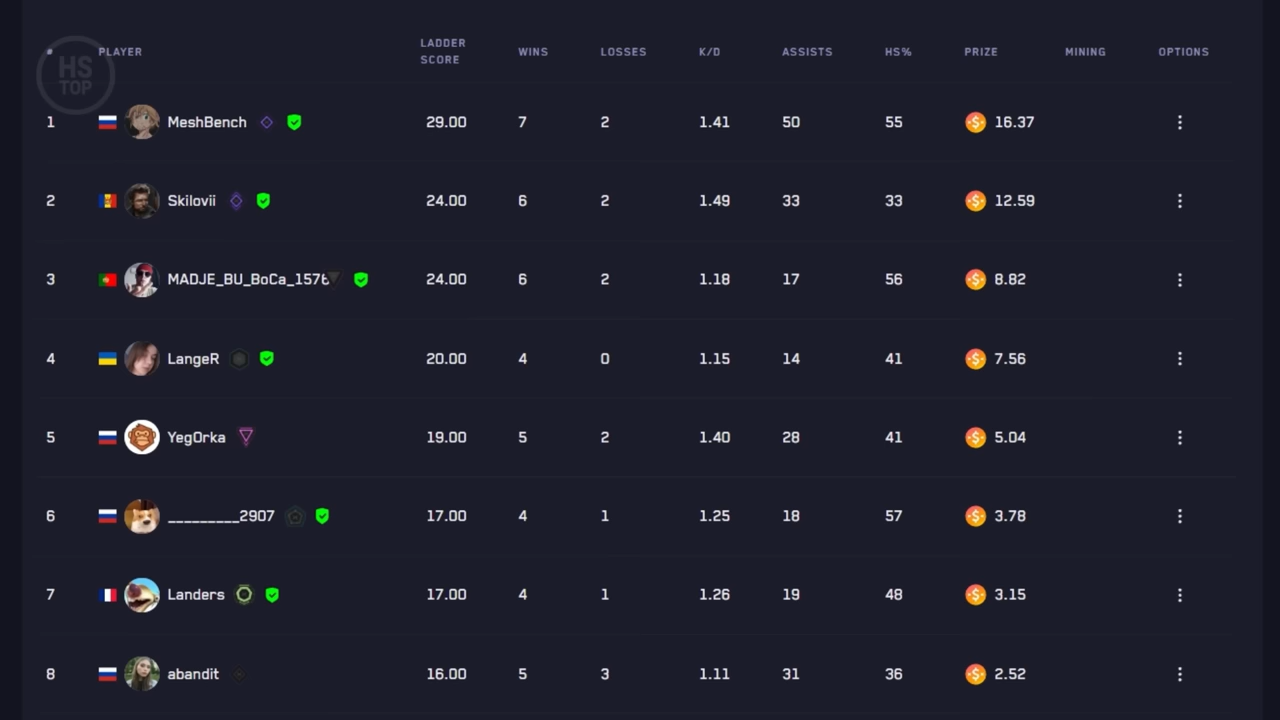 # PLAYER LADDER SCORE WINS LOSSES K/D ASSISTS HS% PRIZE MINING OPTIONS
HS
TOP
1 MeshBench 29.00 7 2 1.41 50 55 16.37
2 Skilovii 24.00 6 2 1.49 33 33 12.59
3 MADJE_BU_BoCa_1576 24.00 6 2 1.18 17 56 8.82
4 LangeR 20.00 4 0 1.15 14 41 7.56
5 YegOrka 19.00 5 2 1.40 28 41 5.04
6 _________2907 17.00 4 1 1.25 18 57 3.78
7 Landers 17.00 4 1 1.26 19 48 3.15
8 abandit 16.00 5 3 1.11 31 36 2.52